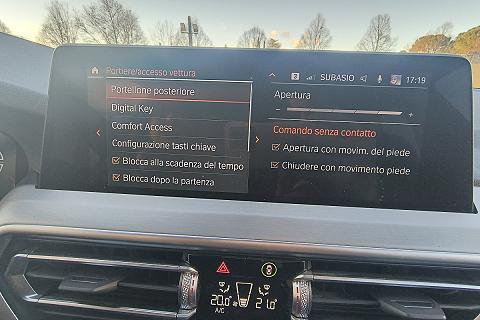 Portiere/accesso vettura
2 SUBASIO 17:19
Portellone posteriore
Digital Key
Comfort Access
Configurazione tasti chiave
Blocca alla scadenza del tempo
Blocca dopo la partenza
Apertura
- +
Comando senza contatto
Apertura con movim. del piede
Chiudere con movimento piede
20.0 21.0
A/C